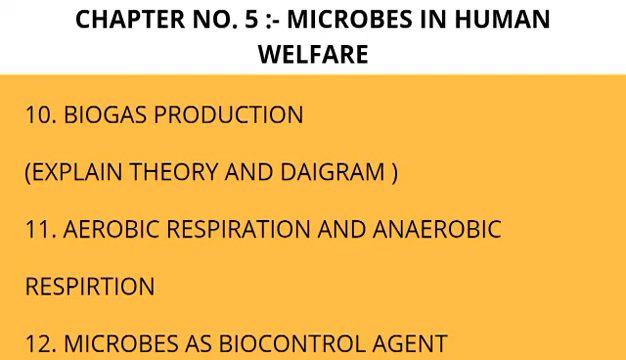 CHAPTER NO. 5 :- MICROBES IN HUMAN
WELFARE
10. BIOGAS PRODUCTION
(EXPLAIN THEORY AND DAIGRAM )
11. AEROBIC RESPIRATION AND ANAEROBIC
RESPIRTION
12. MICROBES AS BIOCONTROL AGENT